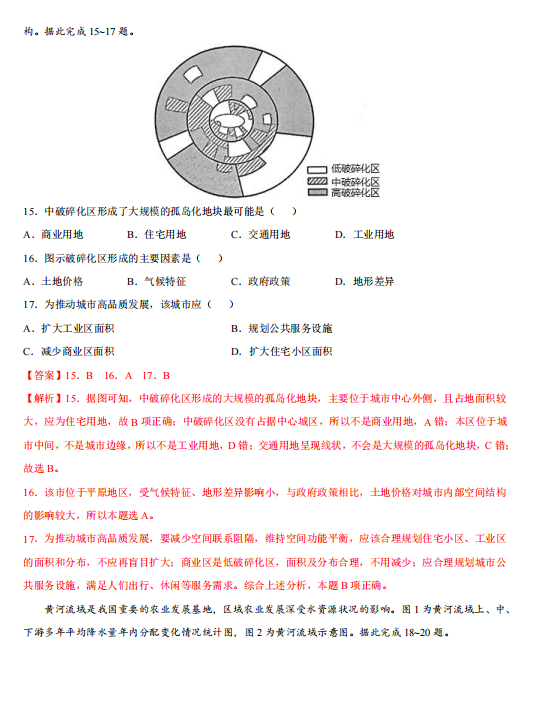 构。据此完成 15~17 题。
低破碎化区
中破碎化区
高破碎化区
15．中破碎化区形成了大规模的孤岛化地块最可能是（ ）
A．商业用地 B．住宅用地 C．交通用地 D．工业用地
16．图示破碎化区形成的主要因素是（ ）
A．土地价格 B．气候特征 C．政府政策 D．地形差异
17．为推动城市高品质发展，该城市应（ ）
A．扩大工业区面积 B．规划公共服务设施
C．减少商业区面积 D．扩大住宅小区面积
【答案】15．B 16．A 17．B
【解析】15．据图可知，中破碎化区形成的大规模的孤岛化地块，主要位于城市中心外侧，且占地面积较
大，应为住宅用地，故 B 项正确；中破碎化区没有占据中心城区，所以不是商业用地，A 错；本区位于城
市中间，不是城市边缘，所以不是工业用地，D 错；交通用地呈现线状，不会是大规模的孤岛化地块，C 错；
故选 B。
16．该市位于平原地区，受气候特征、地形差异影响小，与政府政策相比，土地价格对城市内部空间结构
的影响较大，所以本题选 A。
17．为推动城市高品质发展，要减少空间联系阻隔，维持空间功能平衡，应该合理规划住宅小区、工业区
的面积和分布，不应再盲目扩大；商业区是低破碎化区，面积及分布合理，不用减少；应合理规划城市公
共服务设施，满足人们出行、休闲等服务需求。综合上述分析，本题 B 项正确。
黄河流域是我国重要的农业发展基地，区域农业发展深受水资源状况的影响。图 1 为黄河流域上、中、
下游多年平均降水量年内分配变化情况统计图，图 2 为黄河流域示意图。据此完成 18~20 题。